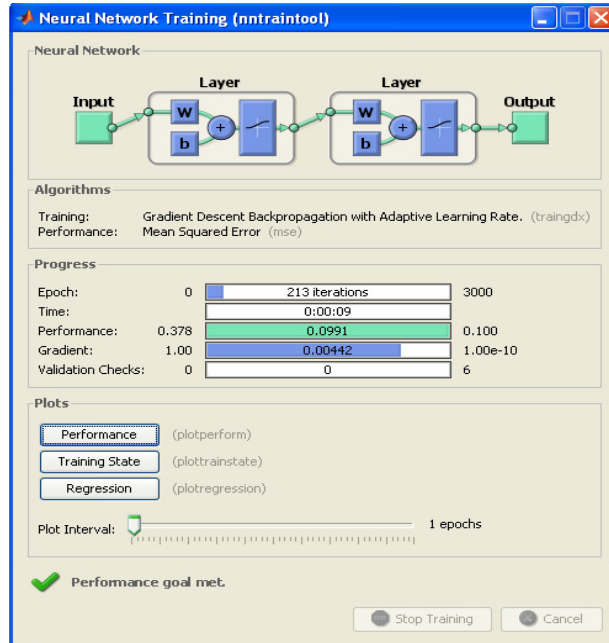 Neural Network Training (nntraintool)
Neural Network
Layer Layer
Input Output
W W
+ +
b b
Algorithms
Training: Gradient Descent Backpropagation with Adaptive Learning Rate. (traingdx)
Performance: Mean Squared Error (mse)
Progress
Epoch: 0 213 iterations 3000
Time: 0:00:09
Performance: 0.378 0.0991 0.100
Gradient: 1.00 0.00442 1.00e-10
Validation Checks: 0 0 6
Plots
Performance (plotperform)
Training State (plottrainstate)
Regression (plotregression)
Plot Interval: 1 epochs
Performance goal met.
Stop Training Cancel